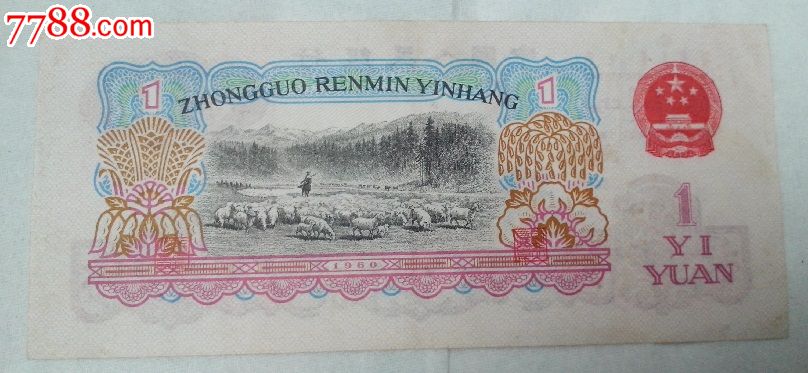 7788.com
1
ZHONGGUO RENMIN YINHANG
1
1960
1
YI
YUAN